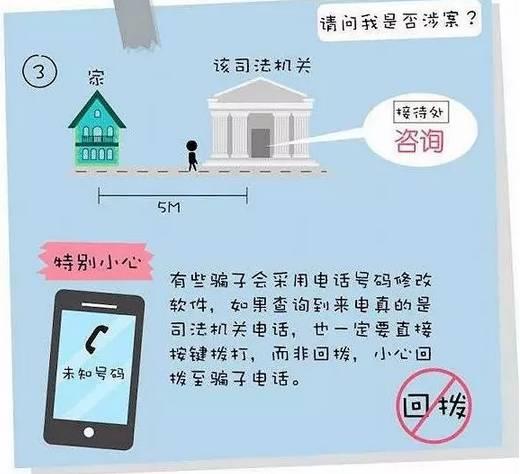 请问我是否涉案？
③
家
该司法机关
接待处
咨询
5M
特别小心
有些骗子会采用电话号码修改
软件，如果查询到来电真的是
司法机关电话，也一定要直接
按键拨打，而非回拨，小心回
拨至骗子电话。
未知号码
回拨